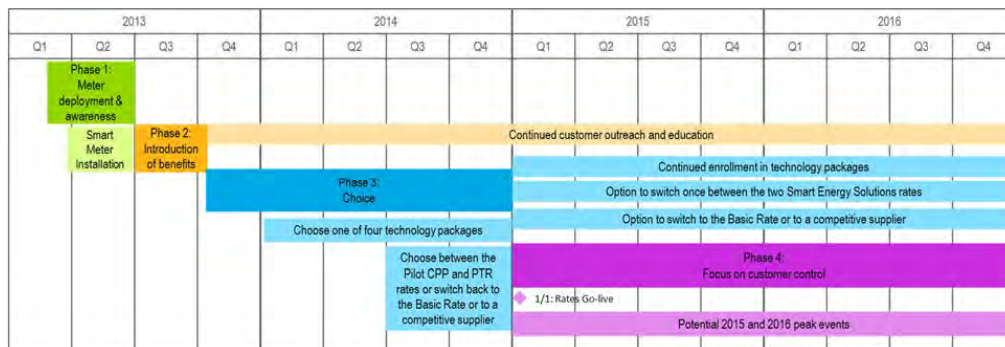 2013 2014 2015 2016
Q1 Q2 Q3 Q4 Q1 Q2 Q3 Q4 Q1 Q2 Q3 Q4 Q1 Q2 Q3 Q4
Phase 1:
Meter
deployment &
awareness
Smart
Meter
Installation
Phase 2:
Introduction
of benefits
Continued customer outreach and education
Continued enrollment in technology packages
Phase 3:
Choice
Option to switch once between the two Smart Energy Solutions rates
Option to switch to the Basic Rate or to a competitive supplier
Choose one of four technology packages
Choose between the
Pilot CPP and PTR
rates or switch back to
the Basic Rate or to a
competitive supplier
Phase 4:
Focus on customer control
1/1: Rates Go-live
Potential 2015 and 2016 peak events